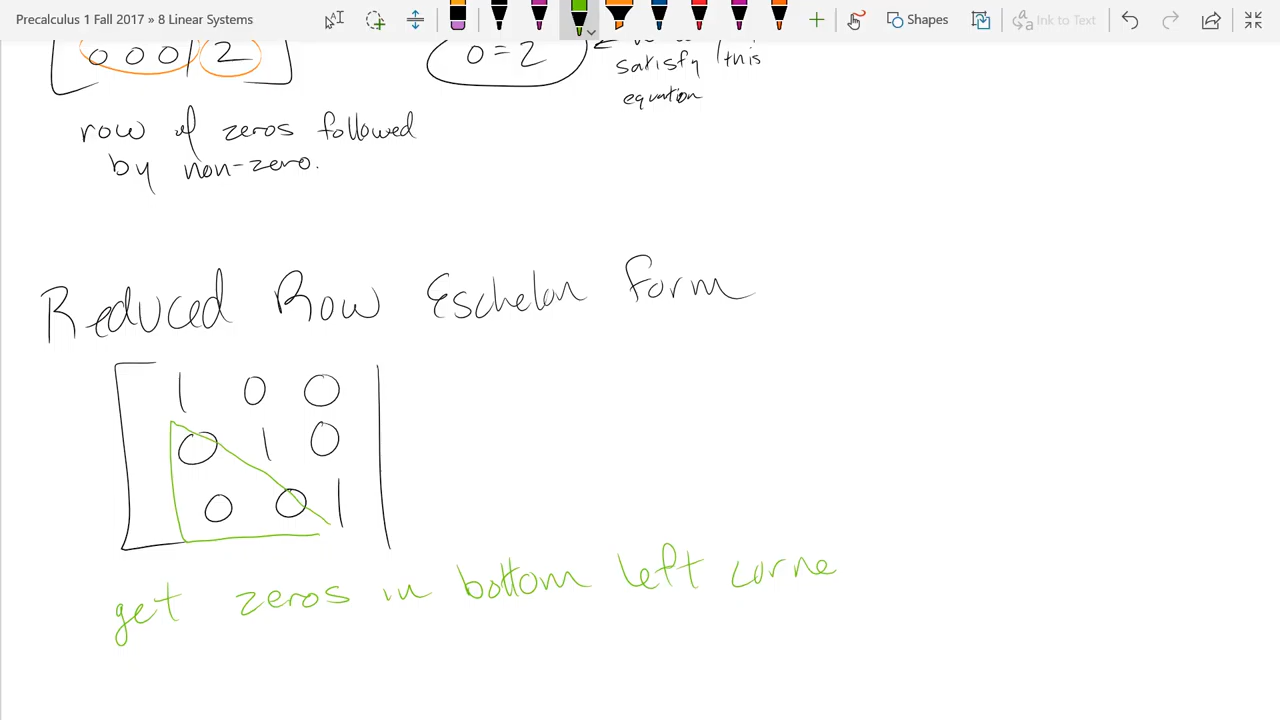 Precalculus 1 Fall 2017 » 8 Linear Systems
Shapes
Ink to Text
0 0 0 | 2
0 = 2
satisfy this
equation
row of zeros followed
by non-zero.
Reduced Row Eschelon Form
1 0 0
0 1 0
0 0 1
get zeros in bottom left corne